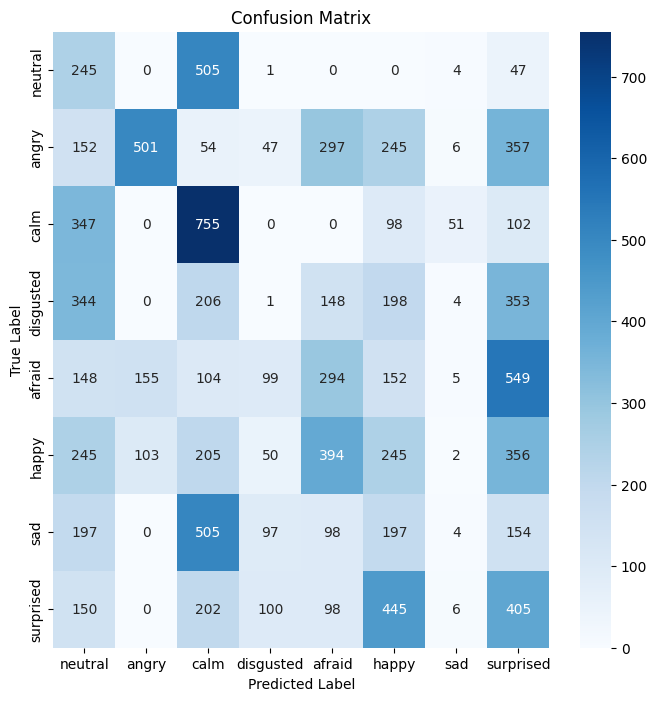 Confusion Matrix
True Label
neutral 245 0 505 1 0 0 4 47
angry 152 501 54 47 297 245 6 357
calm 347 0 755 0 0 98 51 102
disgusted 344 0 206 1 148 198 4 353
afraid 148 155 104 99 294 152 5 549
happy 245 103 205 50 394 245 2 356
sad 197 0 505 97 98 197 4 154
surprised 150 0 202 100 98 445 6 405
neutral angry calm disgusted afraid happy sad surprised
Predicted Label
700
600
500
400
300
200
100
0